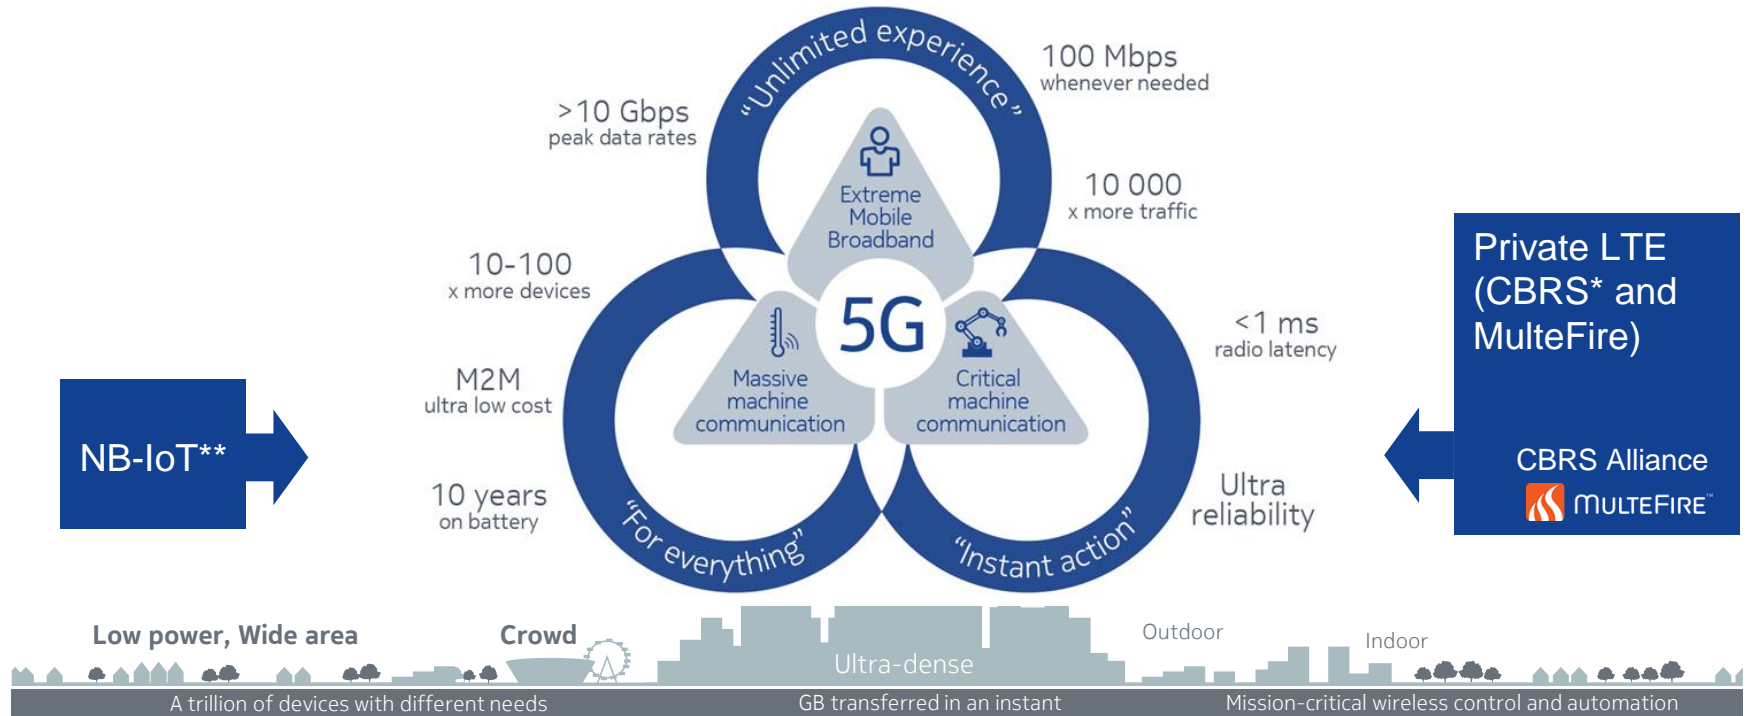 “Unlimited experience”
100 Mbps
whenever needed
>10 Gbps
peak data rates
10 000
x more traffic
Extreme
Mobile
Broadband
10-100
x more devices
5G
<1 ms
radio latency
M2M
ultra low cost
Massive
machine
communication
Critical
machine
communication
10 years
on battery
Ultra
reliability
“For everything”
“Instant action”
NB-IoT**
Private LTE
(CBRS* and
MulteFire)
CBRS Alliance
MULTEFIRE™
Low power, Wide area
Crowd
Ultra-dense
Outdoor
Indoor
A trillion of devices with different needs
GB transferred in an instant
Mission-critical wireless control and automation